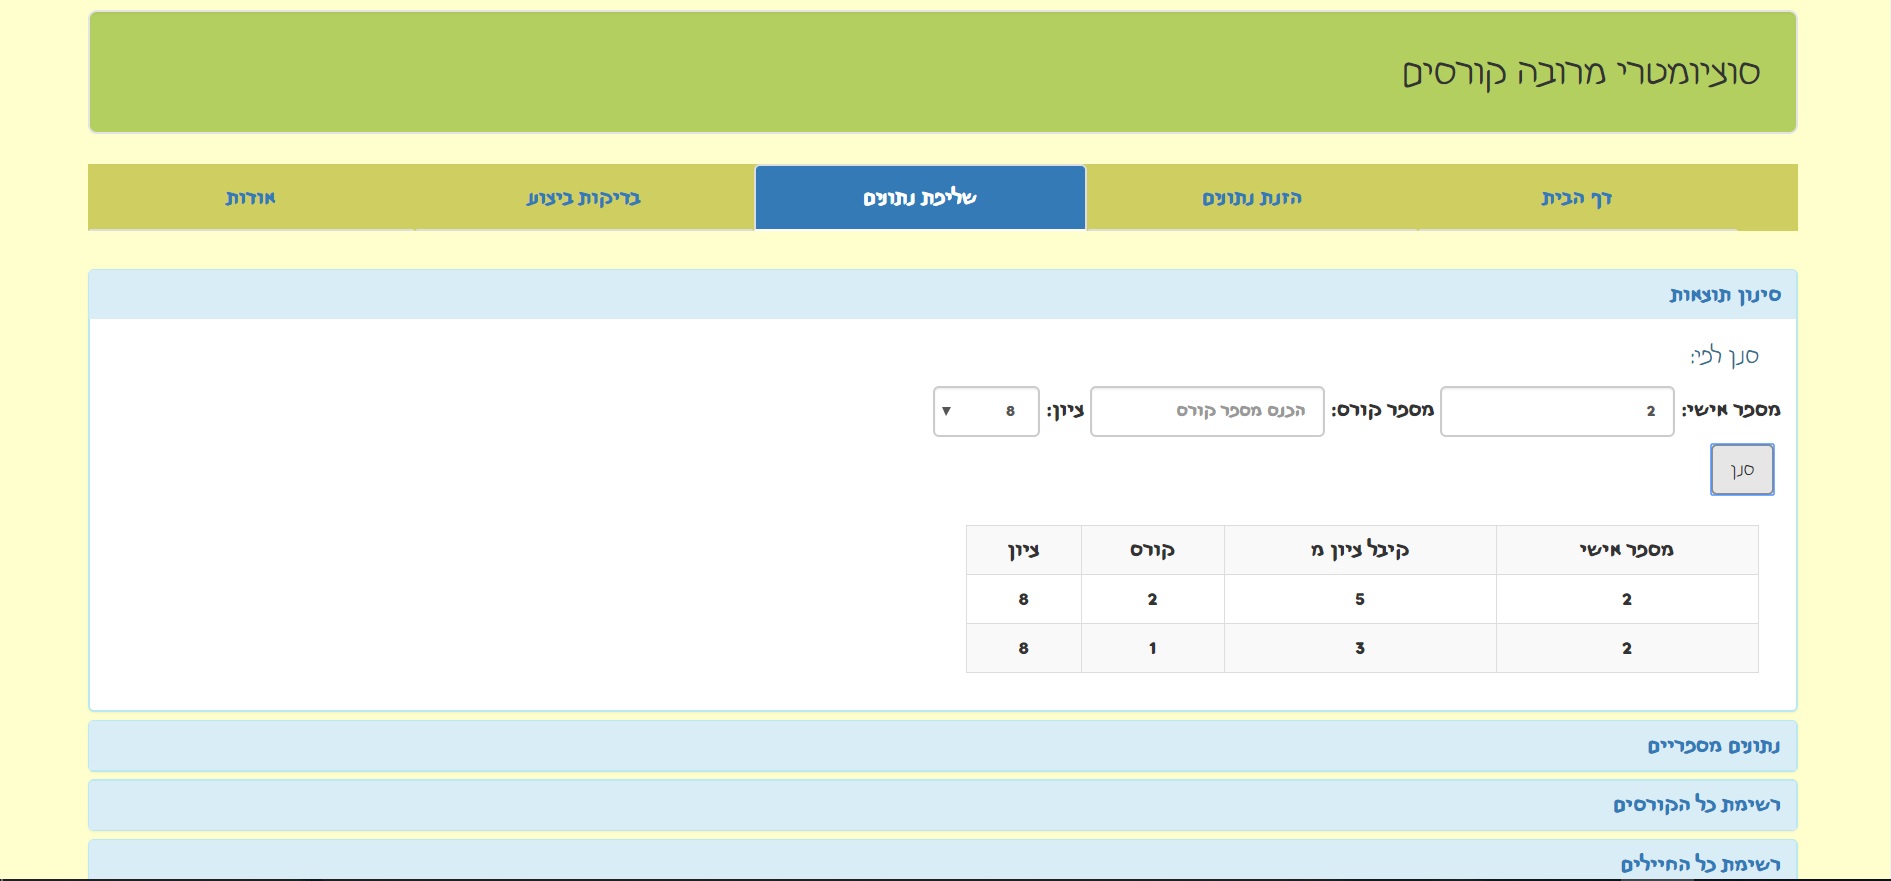 סוציומטרי מרובה קורסים
דף הבית הזנת נתונים שליפת נתונים בדיקות ביצוע אודות
סינון תוצאות
סנן לפי:
מספר אישי: 2 מספר קורס: הכנס מספר קורס ציון: 8
סנן
מספר אישי קיבל ציון מ קורס ציון
2 5 2 8
2 3 1 8
נתונים מספריים
רשימת כל הקורסים
רשימת כל החיילים